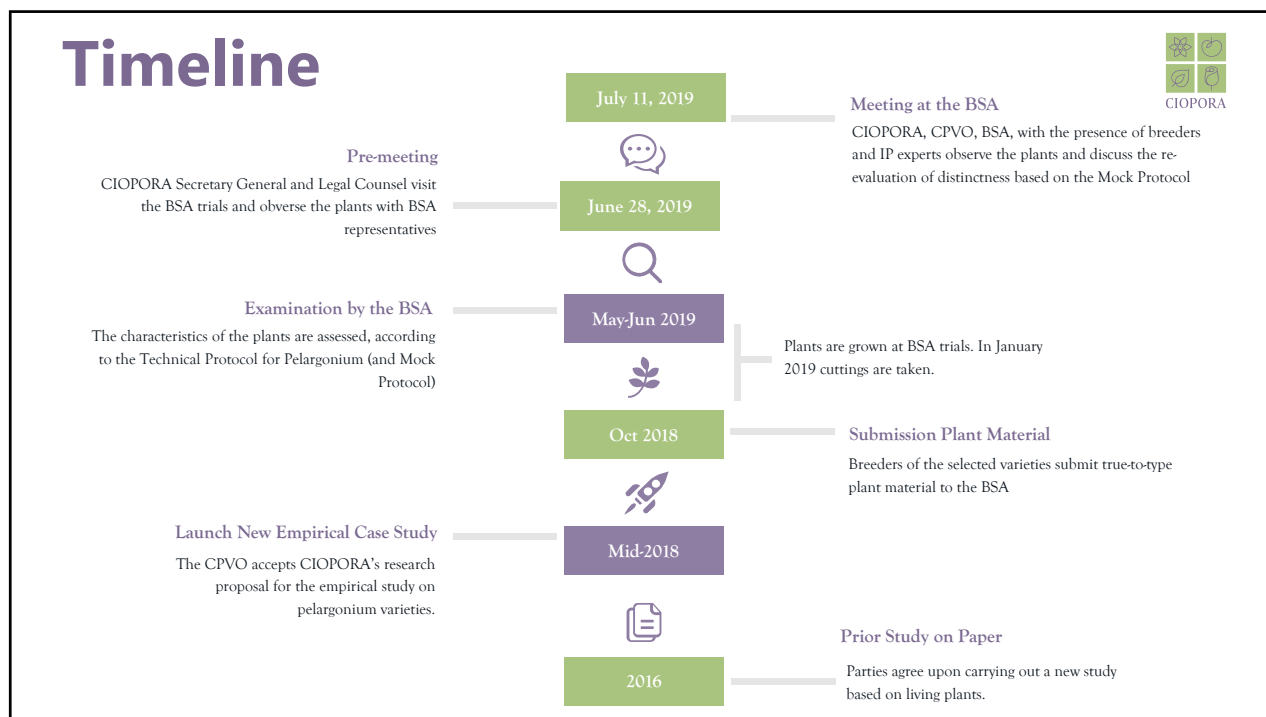 Timeline
CIOPORA
July 11, 2019
Meeting at the BSA
CIOPORA, CPVO, BSA, with the presence of breeders
and IP experts observe the plants and discuss the re-
evaluation of distinctness based on the Mock Protocol
Pre-meeting
CIOPORA Secretary General and Legal Counsel visit
the BSA trials and obverse the plants with BSA
representatives
June 28, 2019
Examination by the BSA
The characteristics of the plants are assessed, according
to the Technical Protocol for Pelargonium (and Mock
Protocol)
May-Jun 2019
Plants are grown at BSA trials. In January
2019 cuttings are taken.
Oct 2018
Submission Plant Material
Breeders of the selected varieties submit true-to-type
plant material to the BSA
Launch New Empirical Case Study
The CPVO accepts CIOPORA’s research
proposal for the empirical study on
pelargonium varieties.
Mid-2018
Prior Study on Paper
Parties agree upon carrying out a new study
based on living plants.
2016